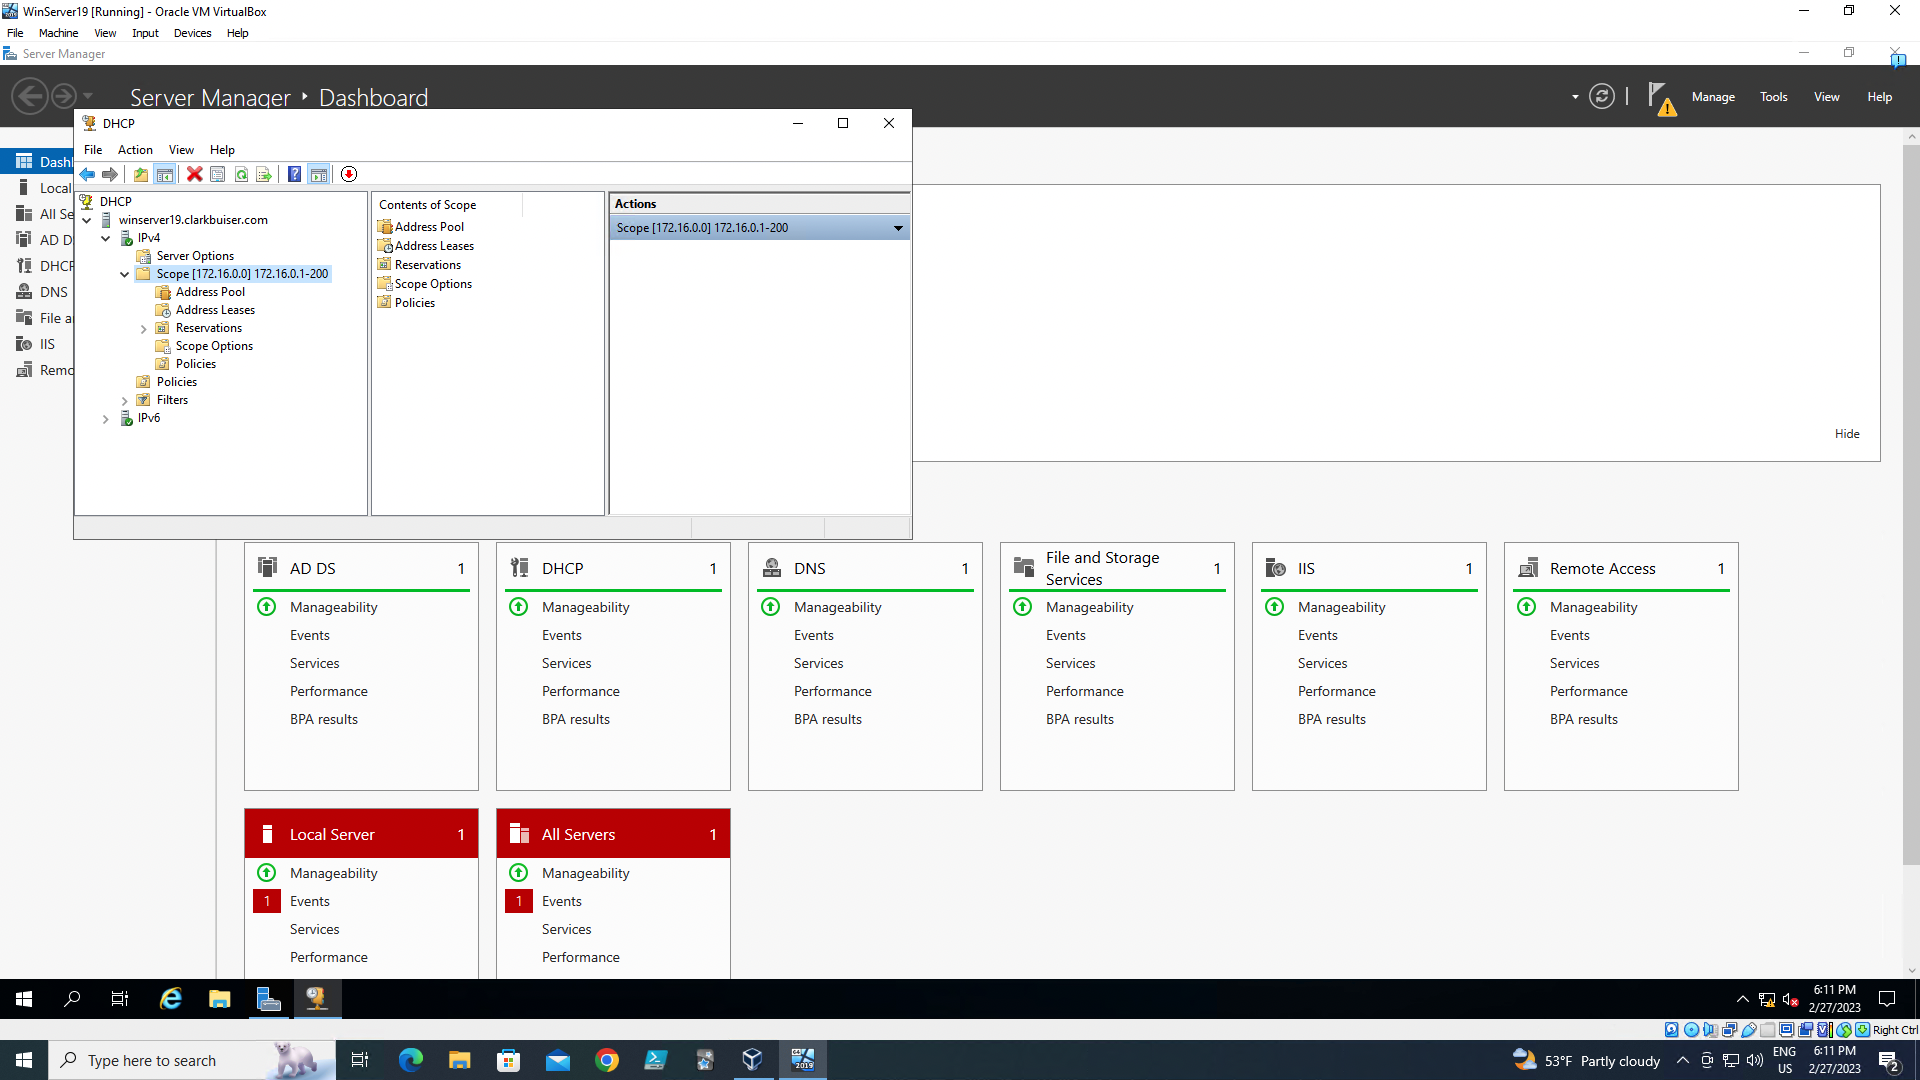 WinServer19 [Running] - Oracle VM VirtualBox
File Machine View Input Devices Help
Server Manager
Server Manager Dashboard
Manage Tools View Help
DHCP
File Action View Help
Dashl
Local
All Se
AD D
DHCP
DNS
File a
IIS
Remo
DHCP
winserver19.clarkbuiser.com
IPv4
Server Options
Scope [172.16.0.0] 172.16.0.1-200
Address Pool
Address Leases
Reservations
Scope Options
Policies
Policies
Filters
IPv6
Contents of Scope
Address Pool
Address Leases
Reservations
Scope Options
Policies
Actions
Scope [172.16.0.0] 172.16.0.1-200
Hide
AD DS 1
Manageability
Events
Services
Performance
BPA results
DHCP 1
Manageability
Events
Services
Performance
BPA results
DNS 1
Manageability
Events
Services
Performance
BPA results
File and Storage
Services 1
Manageability
Events
Services
Performance
BPA results
IIS 1
Manageability
Events
Services
Performance
BPA results
Remote Access 1
Manageability
Events
Services
Performance
BPA results
Local Server 1
Manageability
1 Events
Services
Performance
All Servers 1
Manageability
1 Events
Services
Performance
6:11 PM
2/27/2023
Right Ctrl
Type here to search
2019
53°F Partly cloudy
ENG
US
6:11 PM
2/27/2023
2